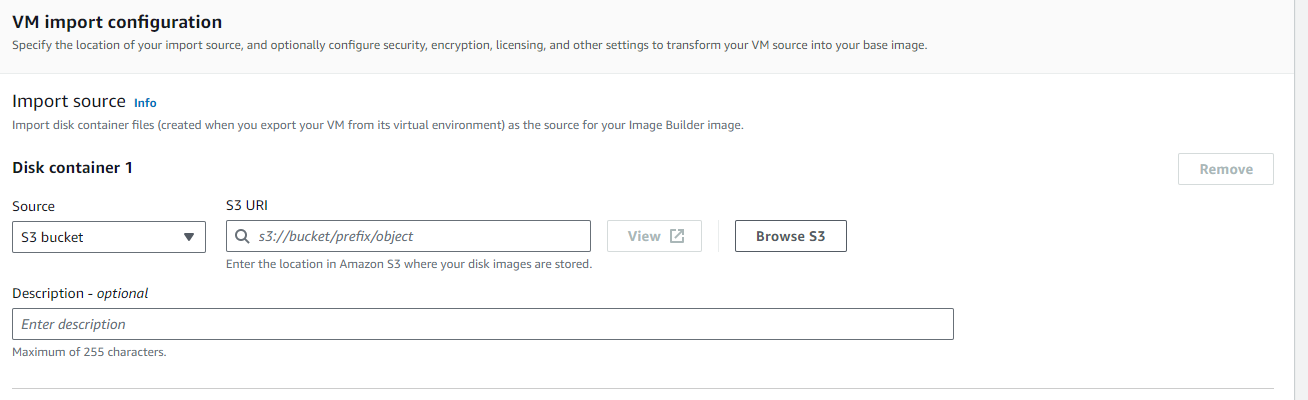 VM import configuration
Specify the location of your import source, and optionally configure security, encryption, licensing, and other settings to transform your VM source into your base image.
Import source Info
Import disk container files (created when you export your VM from its virtual environment) as the source for your Image Builder image.
Disk container 1
Remove
Source
S3 URI
S3 bucket
s3://bucket/prefix/object
View
Browse S3
Enter the location in Amazon S3 where your disk images are stored.
Description - optional
Enter description
Maximum of 255 characters.